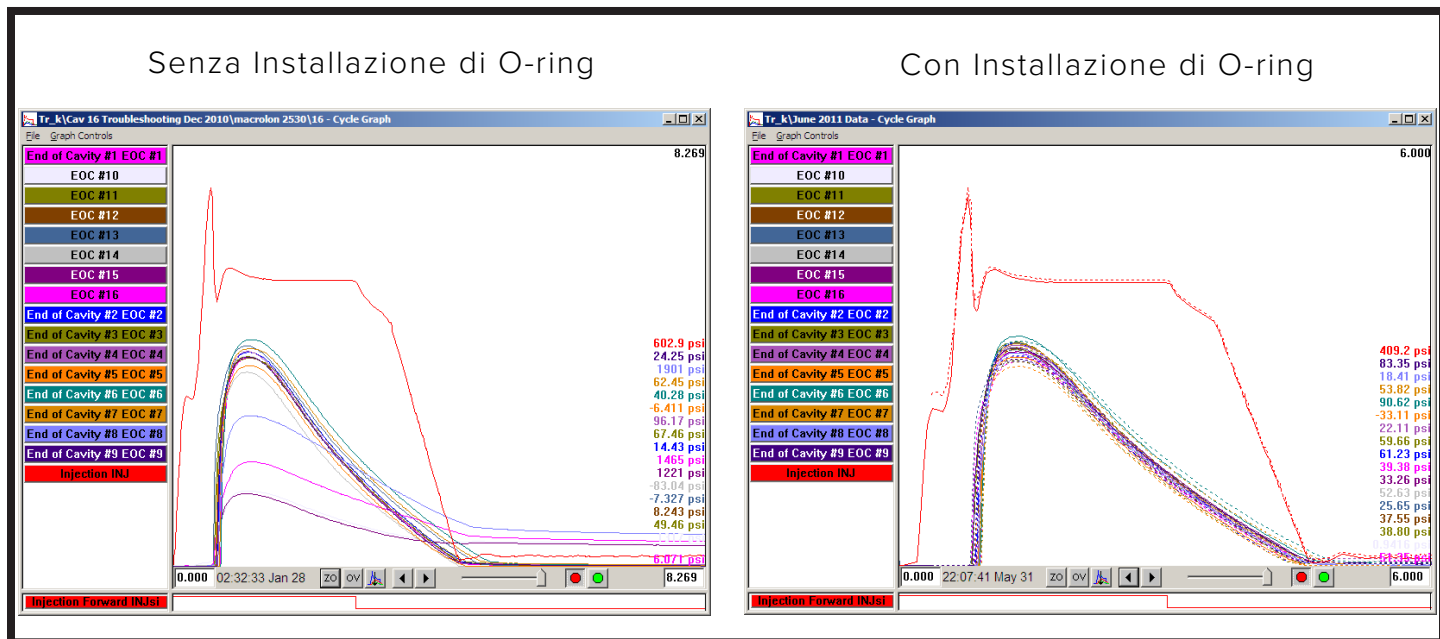 Senza Installazione di O-ring
Tr_k\Cav 16 Troubleshooting Dec 2010\macrolon 2530\16 - Cycle Graph
File Graph Controls
End of Cavity #1 EOC #1
EOC #10
EOC #11
EOC #12
EOC #13
EOC #14
EOC #15
EOC #16
End of Cavity #2 EOC #2
End of Cavity #3 EOC #3
End of Cavity #4 EOC #4
End of Cavity #5 EOC #5
End of Cavity #6 EOC #6
End of Cavity #7 EOC #7
End of Cavity #8 EOC #8
End of Cavity #9 EOC #9
Injection INJ
8.269
602.9 psi
24.25 psi
1901 psi
62.45 psi
40.28 psi
-6.411 psi
96.17 psi
67.46 psi
14.43 psi
1465 psi
1221 psi
-83.04 psi
-7.327 psi
8.243 psi
49.46 psi
6.071 psi
0.000 02:32:33 Jan 28 ZO OV 8.269
Injection Forward INJsi
Con Installazione di O-ring
Tr_k\June 2011 Data - Cycle Graph
File Graph Controls
End of Cavity #1 EOC #1
EOC #10
EOC #11
EOC #12
EOC #13
EOC #14
EOC #15
EOC #16
End of Cavity #2 EOC #2
End of Cavity #3 EOC #3
End of Cavity #4 EOC #4
End of Cavity #5 EOC #5
End of Cavity #6 EOC #6
End of Cavity #7 EOC #7
End of Cavity #8 EOC #8
End of Cavity #9 EOC #9
Injection INJ
6.000
409.2 psi
83.35 psi
18.41 psi
53.82 psi
90.62 psi
-33.11 psi
22.11 psi
59.66 psi
61.23 psi
39.38 psi
33.26 psi
52.63 psi
25.65 psi
37.55 psi
38.80 psi
0.000 22:07:41 May 31 ZO OV 6.000
Injection Forward INJsi